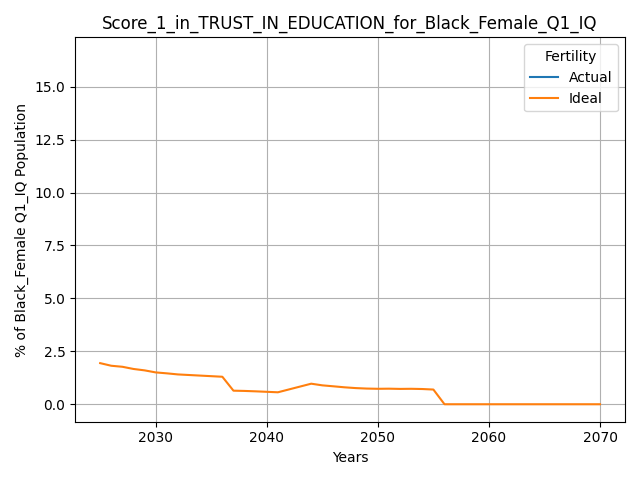 Score_1_in_TRUST_IN_EDUCATION_for_Black_Female_Q1_IQ
Fertility
Actual
Ideal
% of Black_Female Q1_IQ Population
15.0
12.5
10.0
7.5
5.0
2.5
0.0
2030
2040
2050
2060
2070
Years